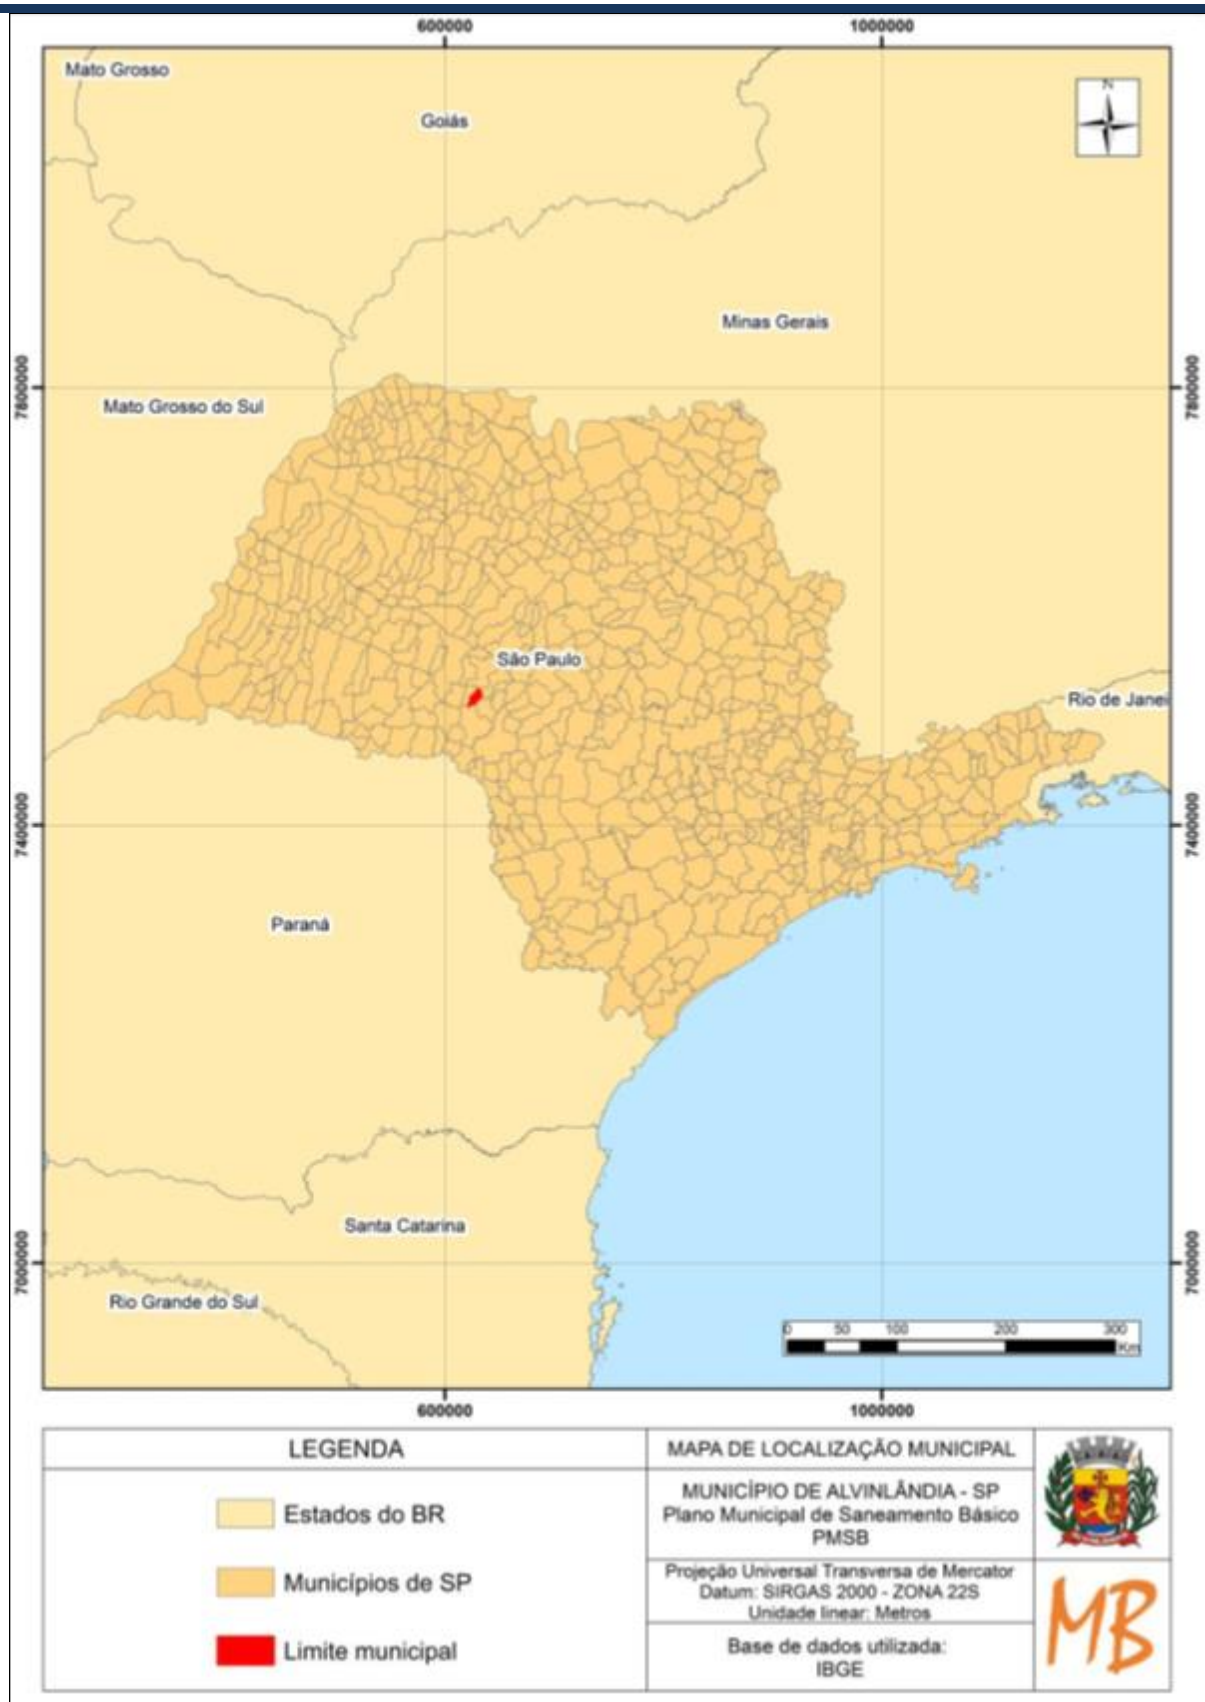 600000
1000000
Mato Grosso
Goiás
N
Minas Gerais
7800000
7800000
Mato Grosso do Sul
São Paulo
Rio de Janei
7400000
7400000
Paraná
Santa Catarina
7000000
7000000
Rio Grande do Sul
0 50 100 200 300
Km
600000
1000000
LEGENDA
Estados do BR
Municípios de SP
Limite municipal
MAPA DE LOCALIZAÇÃO MUNICIPAL
MUNICÍPIO DE ALVINLÂNDIA - SP
Plano Municipal de Saneamento Básico
PMSB
Projeção Universal Transversa de Mercator
Datum: SIRGAS 2000 - ZONA 22S
Unidade linear: Metros
Base de dados utilizada:
IBGE
MB